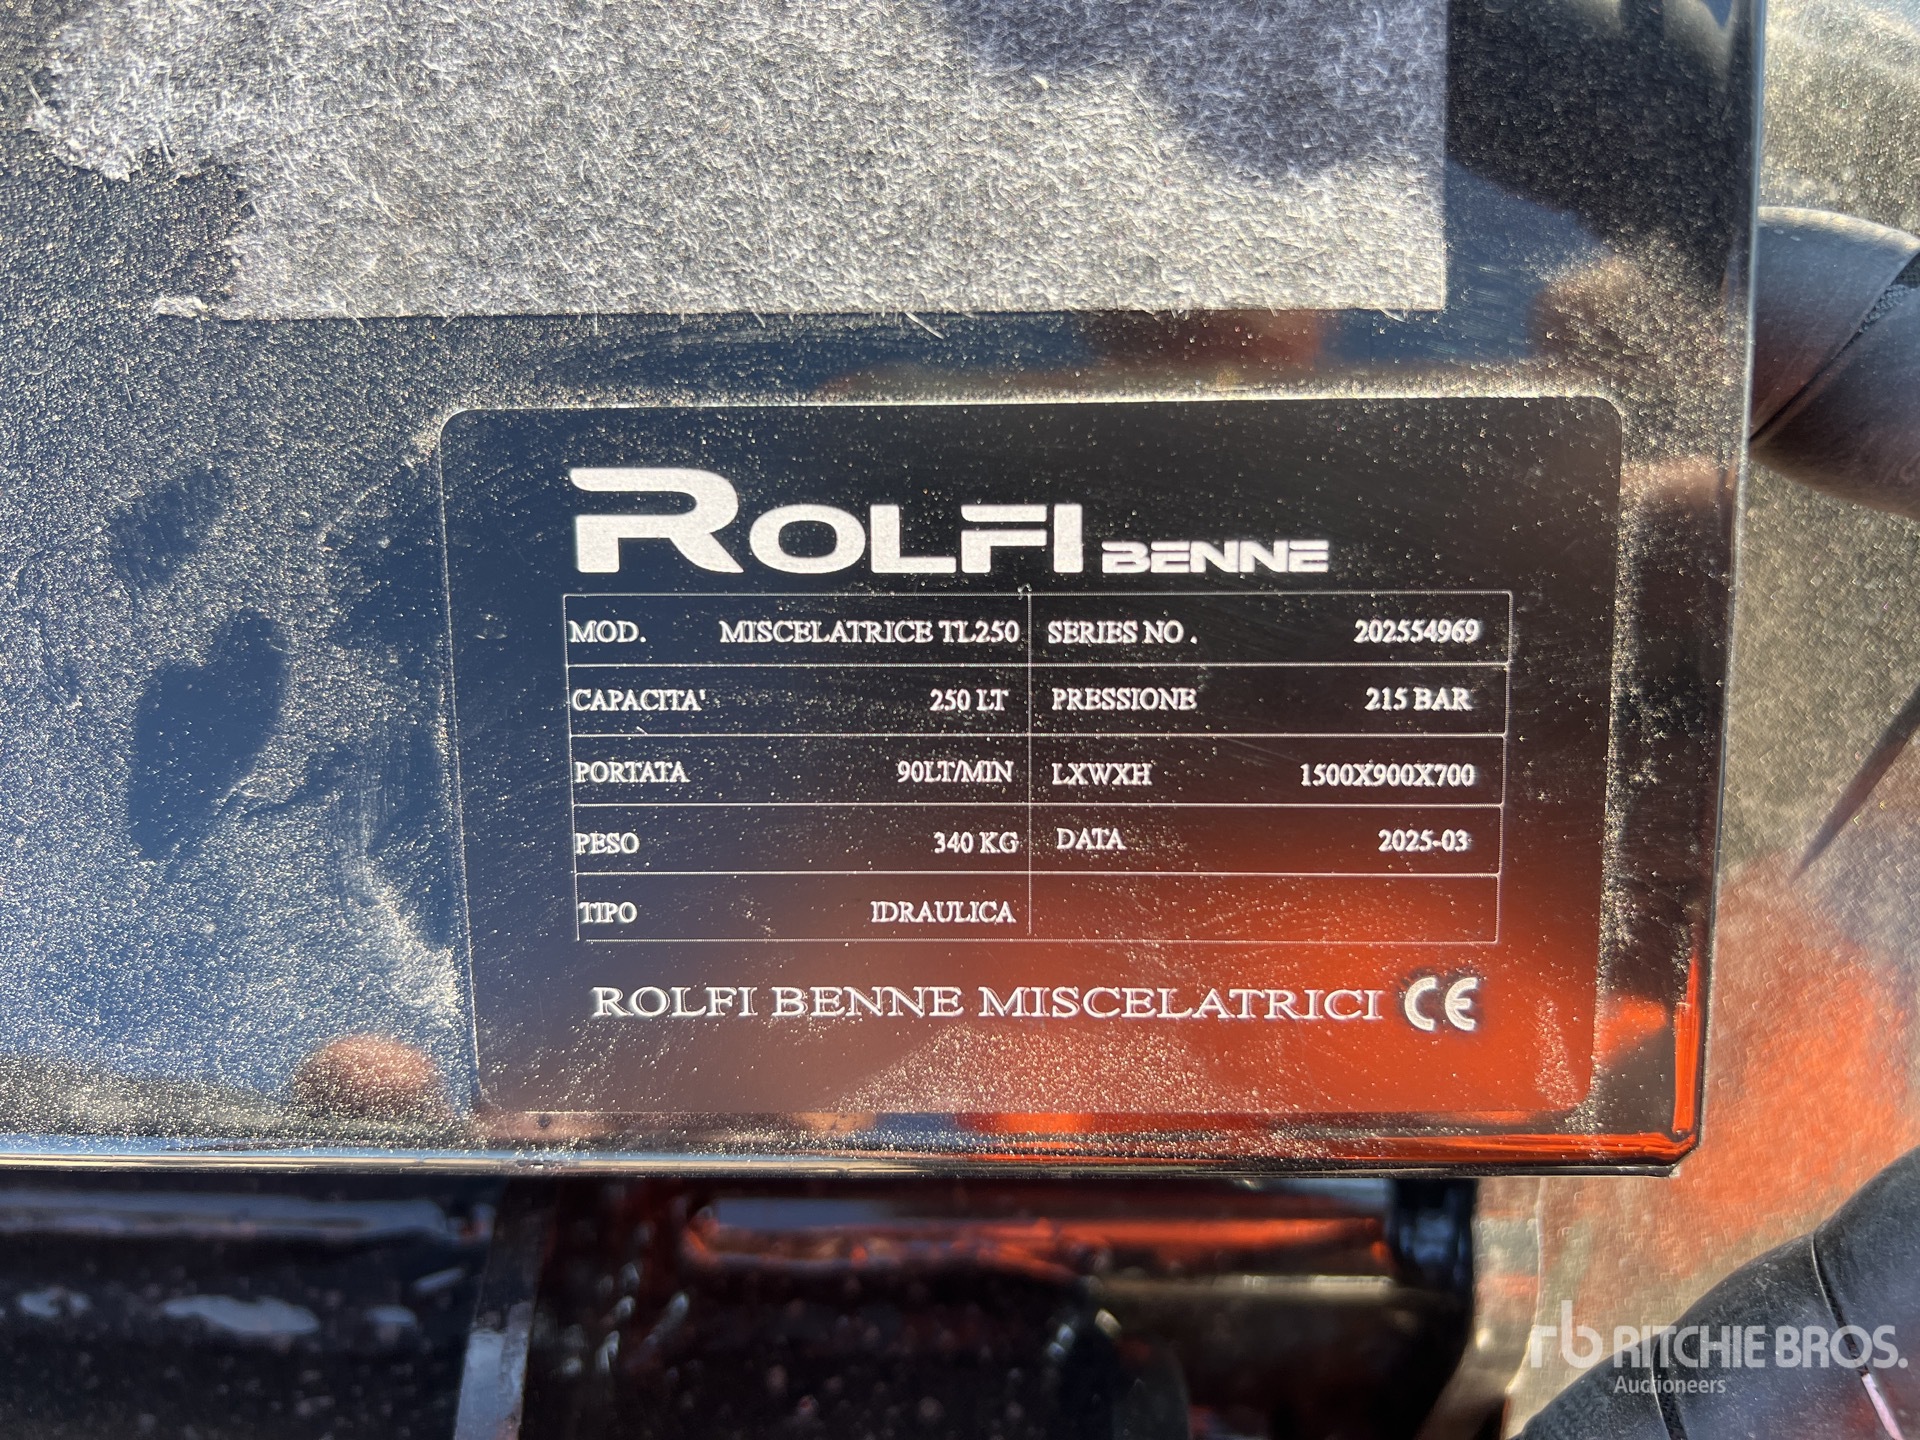 ROLFI BENNE
MOD. MISCELATRICE TL250 SERIES NO. 202554969
CAPACITA' 250 LT PRESSIONE 215 BAR
PORTATA 90LT/MIN LXWXH 1500X900X700
PESO 340 KG DATA 2025-03
TIPO IDRAULICA
ROLFI BENNE MISCELATRICI CE
rb RITCHIE BROS.
Auctioneers